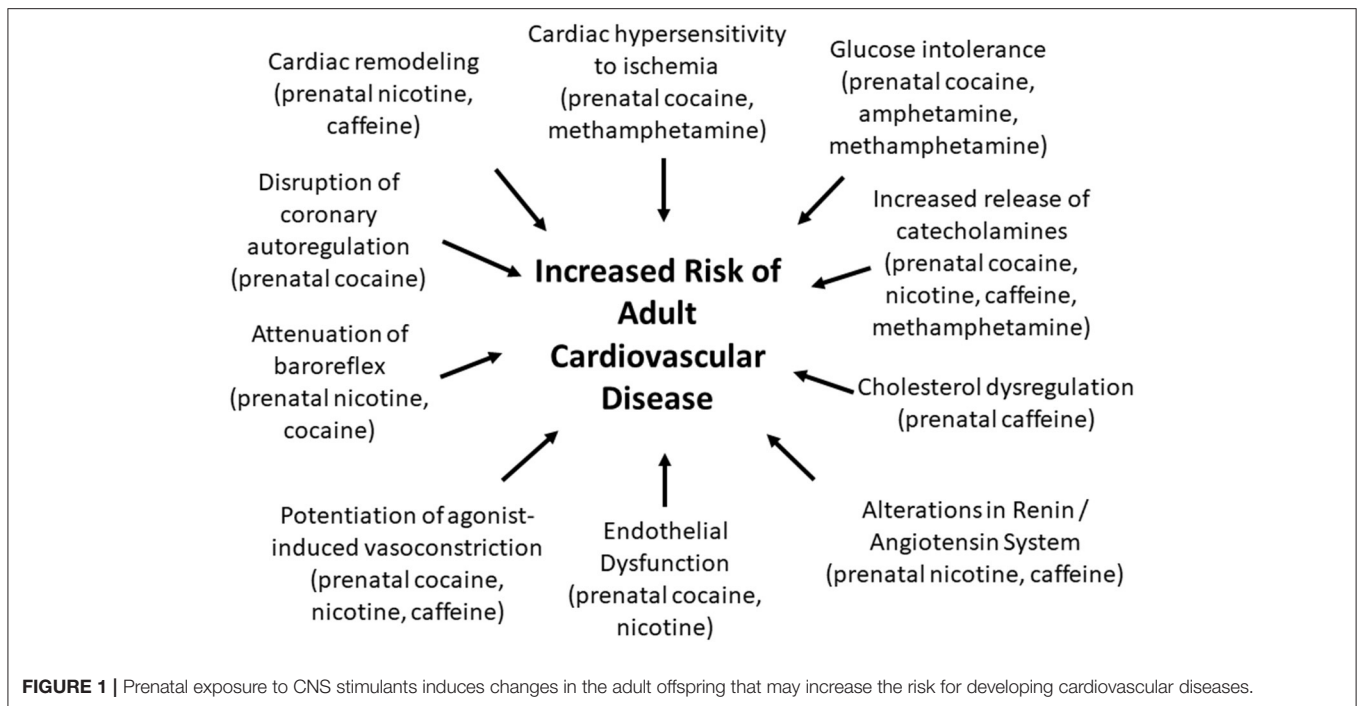 Cardiac remodeling
(prenatal nicotine,
caffeine)
Cardiac hypersensitivity
to ischemia
(prenatal cocaine,
methamphetamine)
Glucose intolerance
(prenatal cocaine,
amphetamine,
methamphetamine)
Disruption of
coronary
autoregulation
(prenatal cocaine)
Increased release of
catecholamines
(prenatal cocaine,
nicotine, caffeine,
methamphetamine)
Increased Risk of
Adult
Cardiovascular
Disease
Attenuation of
baroreflex
(prenatal nicotine,
cocaine)
Cholesterol dysregulation
(prenatal caffeine)
Potentiation of agonist-
induced vasoconstriction
(prenatal cocaine,
nicotine, caffeine)
Endothelial
Dysfunction
(prenatal cocaine,
nicotine)
Alterations in Renin /
Angiotensin System
(prenatal nicotine, caffeine)
FIGURE 1 | Prenatal exposure to CNS stimulants induces changes in the adult offspring that may increase the risk for developing cardiovascular diseases.